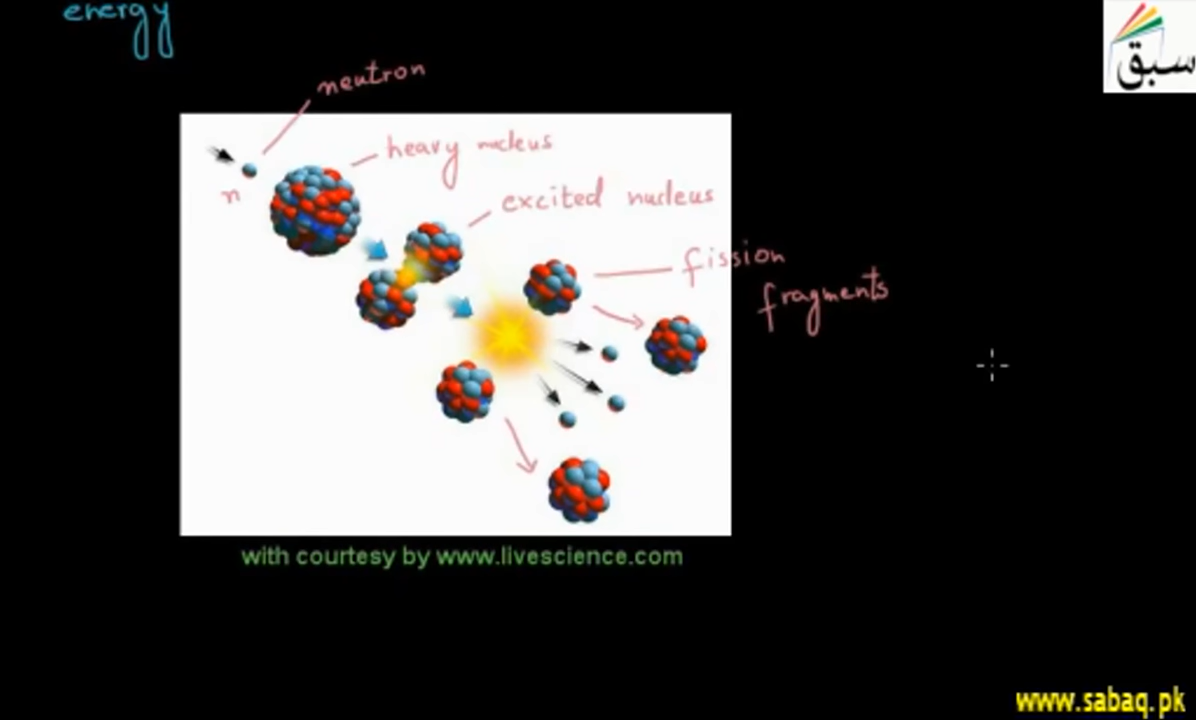 energy
سبق
neutron
heavy nucleus
n
excited nucleus
fission
fragments
with courtesy by www.livescience.com
www.sabaq.pk